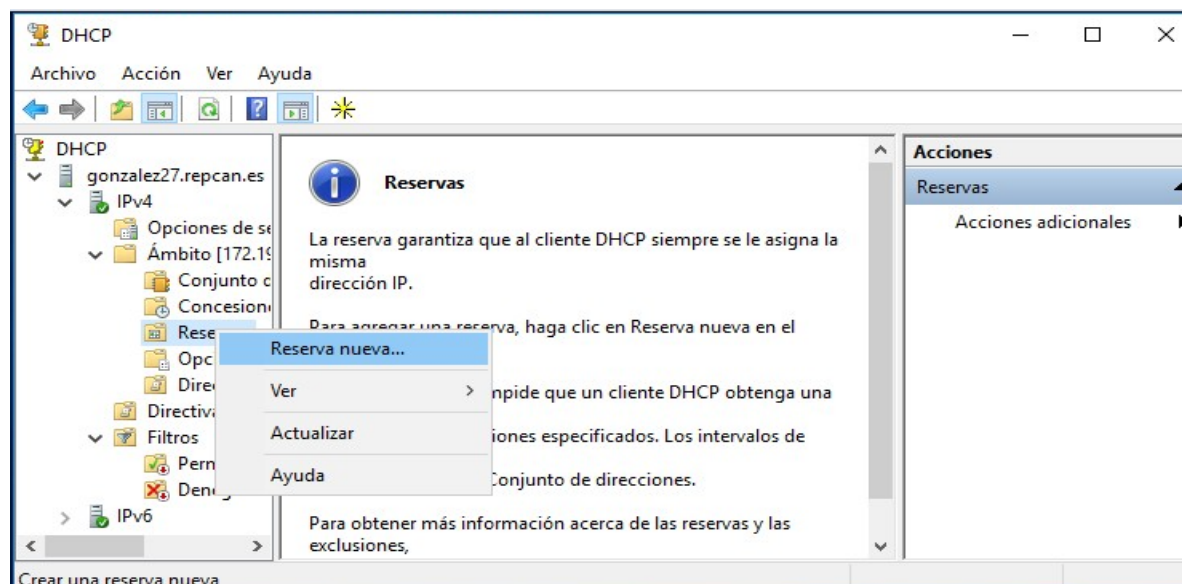 DHCP
Archivo Acción Ver Ayuda
DHCP
gonzalez27.repcan.es
IPv4
Opciones de se
Ámbito [172.19
Conjunto d
Concesion
Rese
Opc
Dire
Directiva
Filtros
Perm
Deneg
IPv6
Reserva nueva...
Ver
Actualizar
Ayuda
Reservas
La reserva garantiza que al cliente DHCP siempre se le asigna la
misma
dirección IP.
Para agregar una reserva, haga clic en Reserva nueva en el
mpide que un cliente DHCP obtenga una
iones especificados. Los intervalos de
Conjunto de direcciones.
Para obtener más información acerca de las reservas y las
exclusiones,
Acciones
Reservas
Acciones adicionales
Crear una reserva nueva